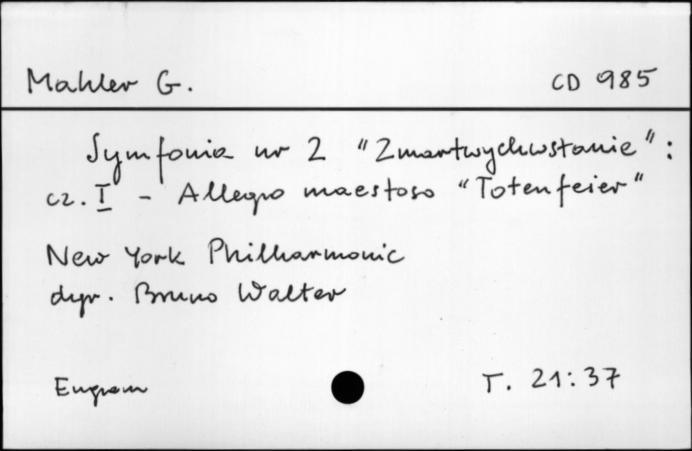 Mahler G. CD 985
Symfonia nr 2 "Zmartwychwstanie":
cz. I - Allegro maestoso "Totenfeier"
New York Philharmonic
dyr. Bruno Walter
Engram T. 21:37